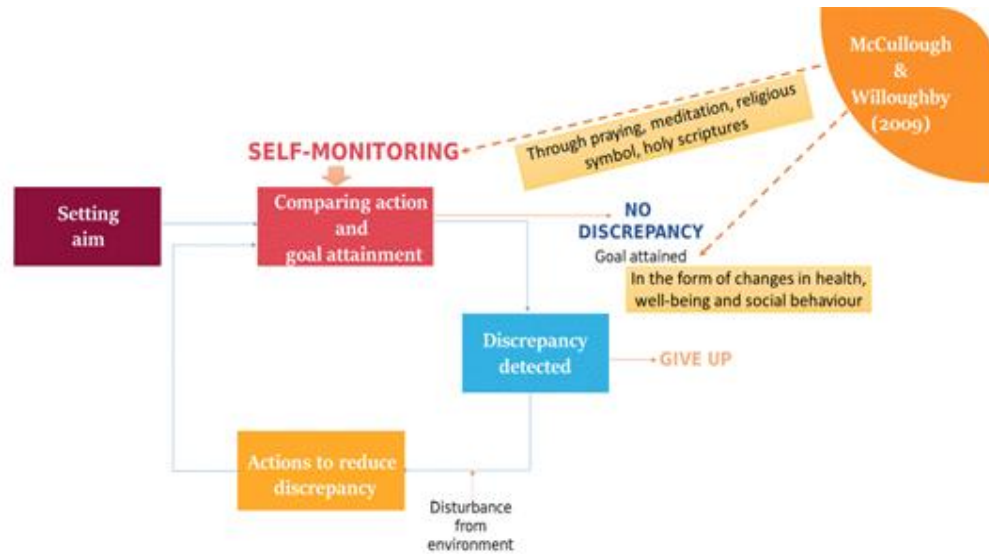 McCullough
&
Willoughby
(2009)
Through praying, meditation, religious
symbol, holy scriptures
SELF-MONITORING
Setting
aim
Comparing action
and
goal attainment
NO
DISCREPANCY
Goal attained
In the form of changes in health,
well-being and social behaviour
Discrepancy
detected
GIVE UP
Actions to reduce
discrepancy
Disturbance
from
environment